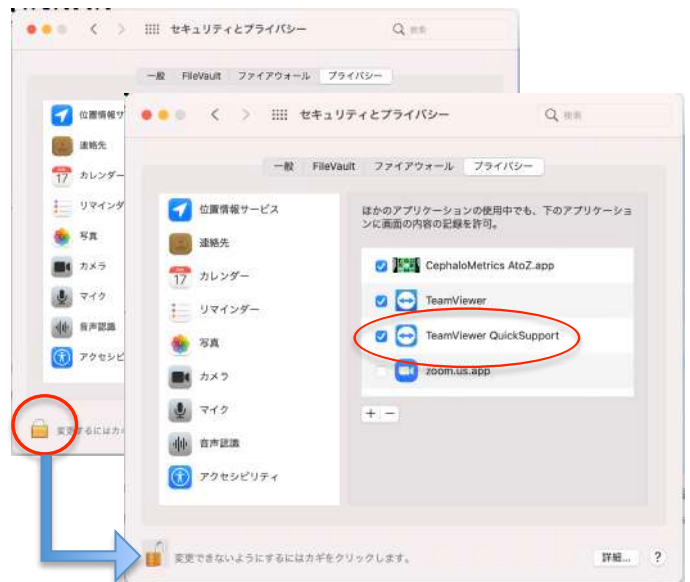 セキュリティとプライバシー
検索
一般 FileVault ファイアウォール プライバシー
位置情報サ
連絡先
17 カレンダー
リマインダ
写真
カメラ
マイク
音声認識
アクセシビ
変更するにはカ
セキュリティとプライバシー
検索
一般 FileVault ファイアウォール プライバシー
位置情報サービス
連絡先
17 カレンダー
リマインダー
写真
カメラ
マイク
音声認識
アクセシビリティ
ほかのアプリケーションの使用中でも、下のアプリケーショ
ンに画面の内容の記録を許可。
CephaloMetrics AtoZ.app
TeamViewer
TeamViewer QuickSupport
zoom.us.app
+ −
変更できないようにするにはカギをクリックします。
詳細... ?